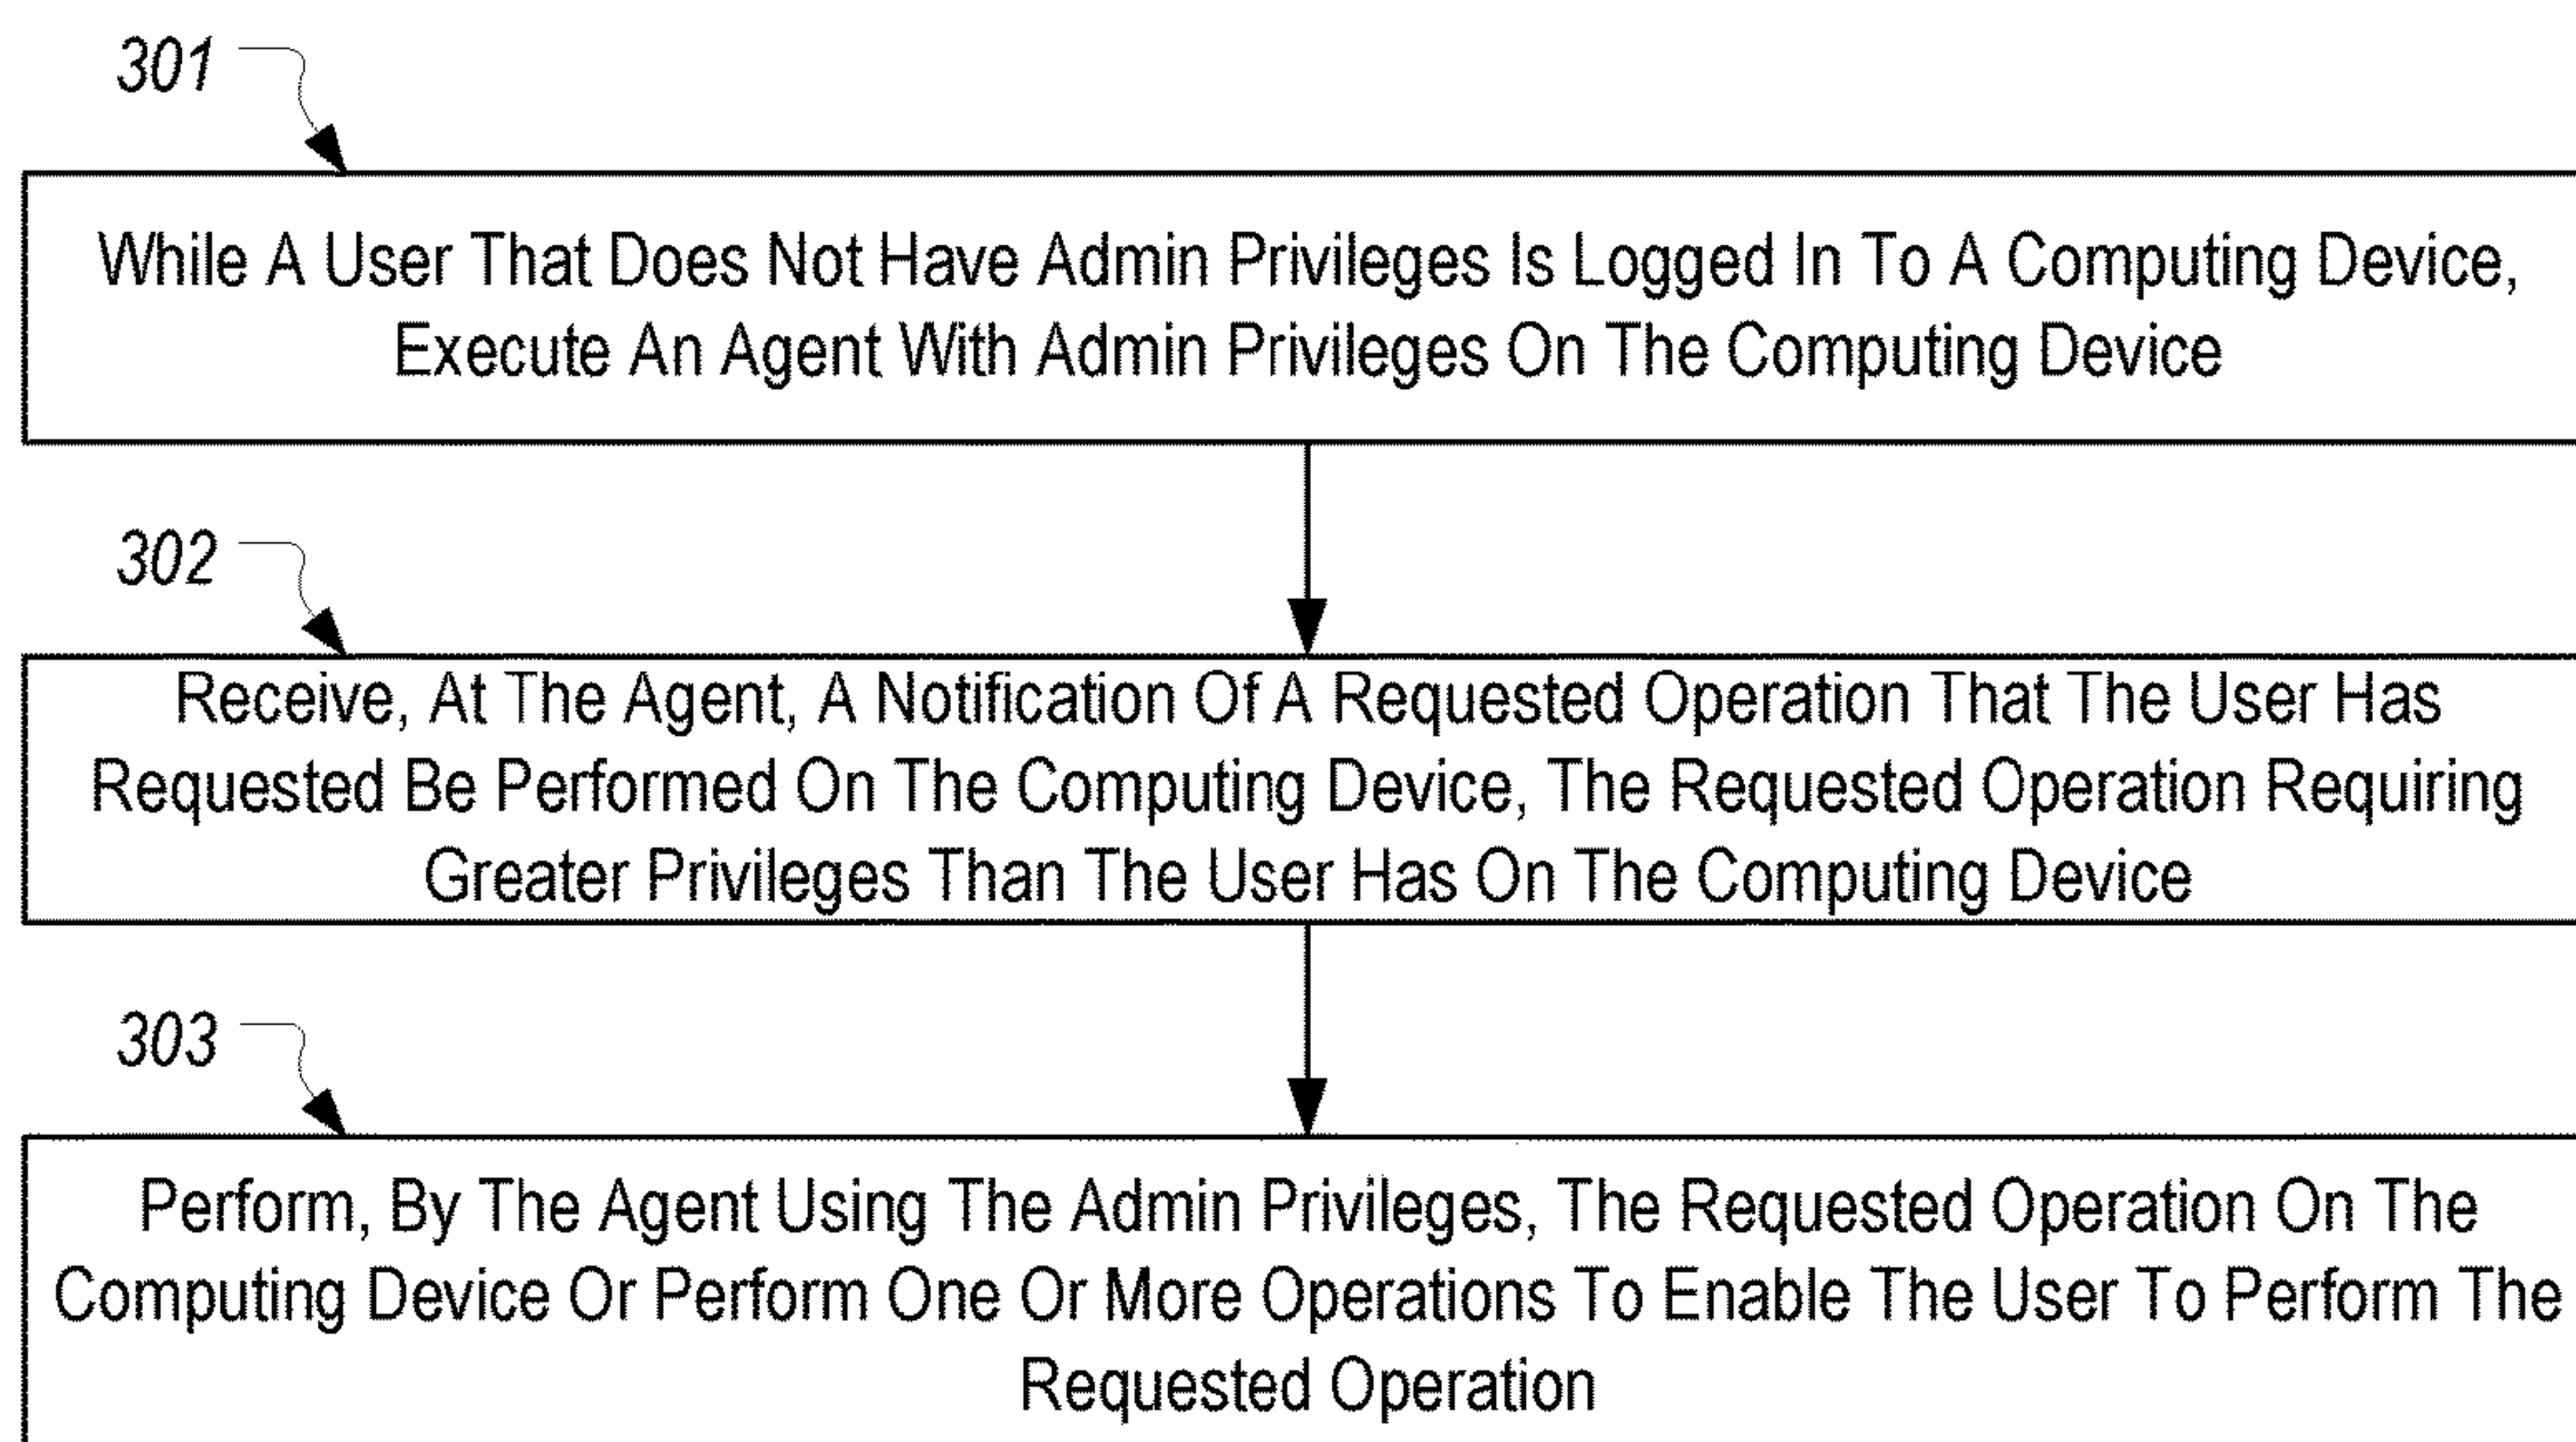 301
While A User That Does Not Have Admin Privileges Is Logged In To A Computing Device,
Execute An Agent With Admin Privileges On The Computing Device
302
Receive, At The Agent, A Notification Of A Requested Operation That The User Has
Requested Be Performed On The Computing Device, The Requested Operation Requiring
Greater Privileges Than The User Has On The Computing Device
303
Perform, By The Agent Using The Admin Privileges, The Requested Operation On The
Computing Device Or Perform One Or More Operations To Enable The User To Perform The
Requested Operation